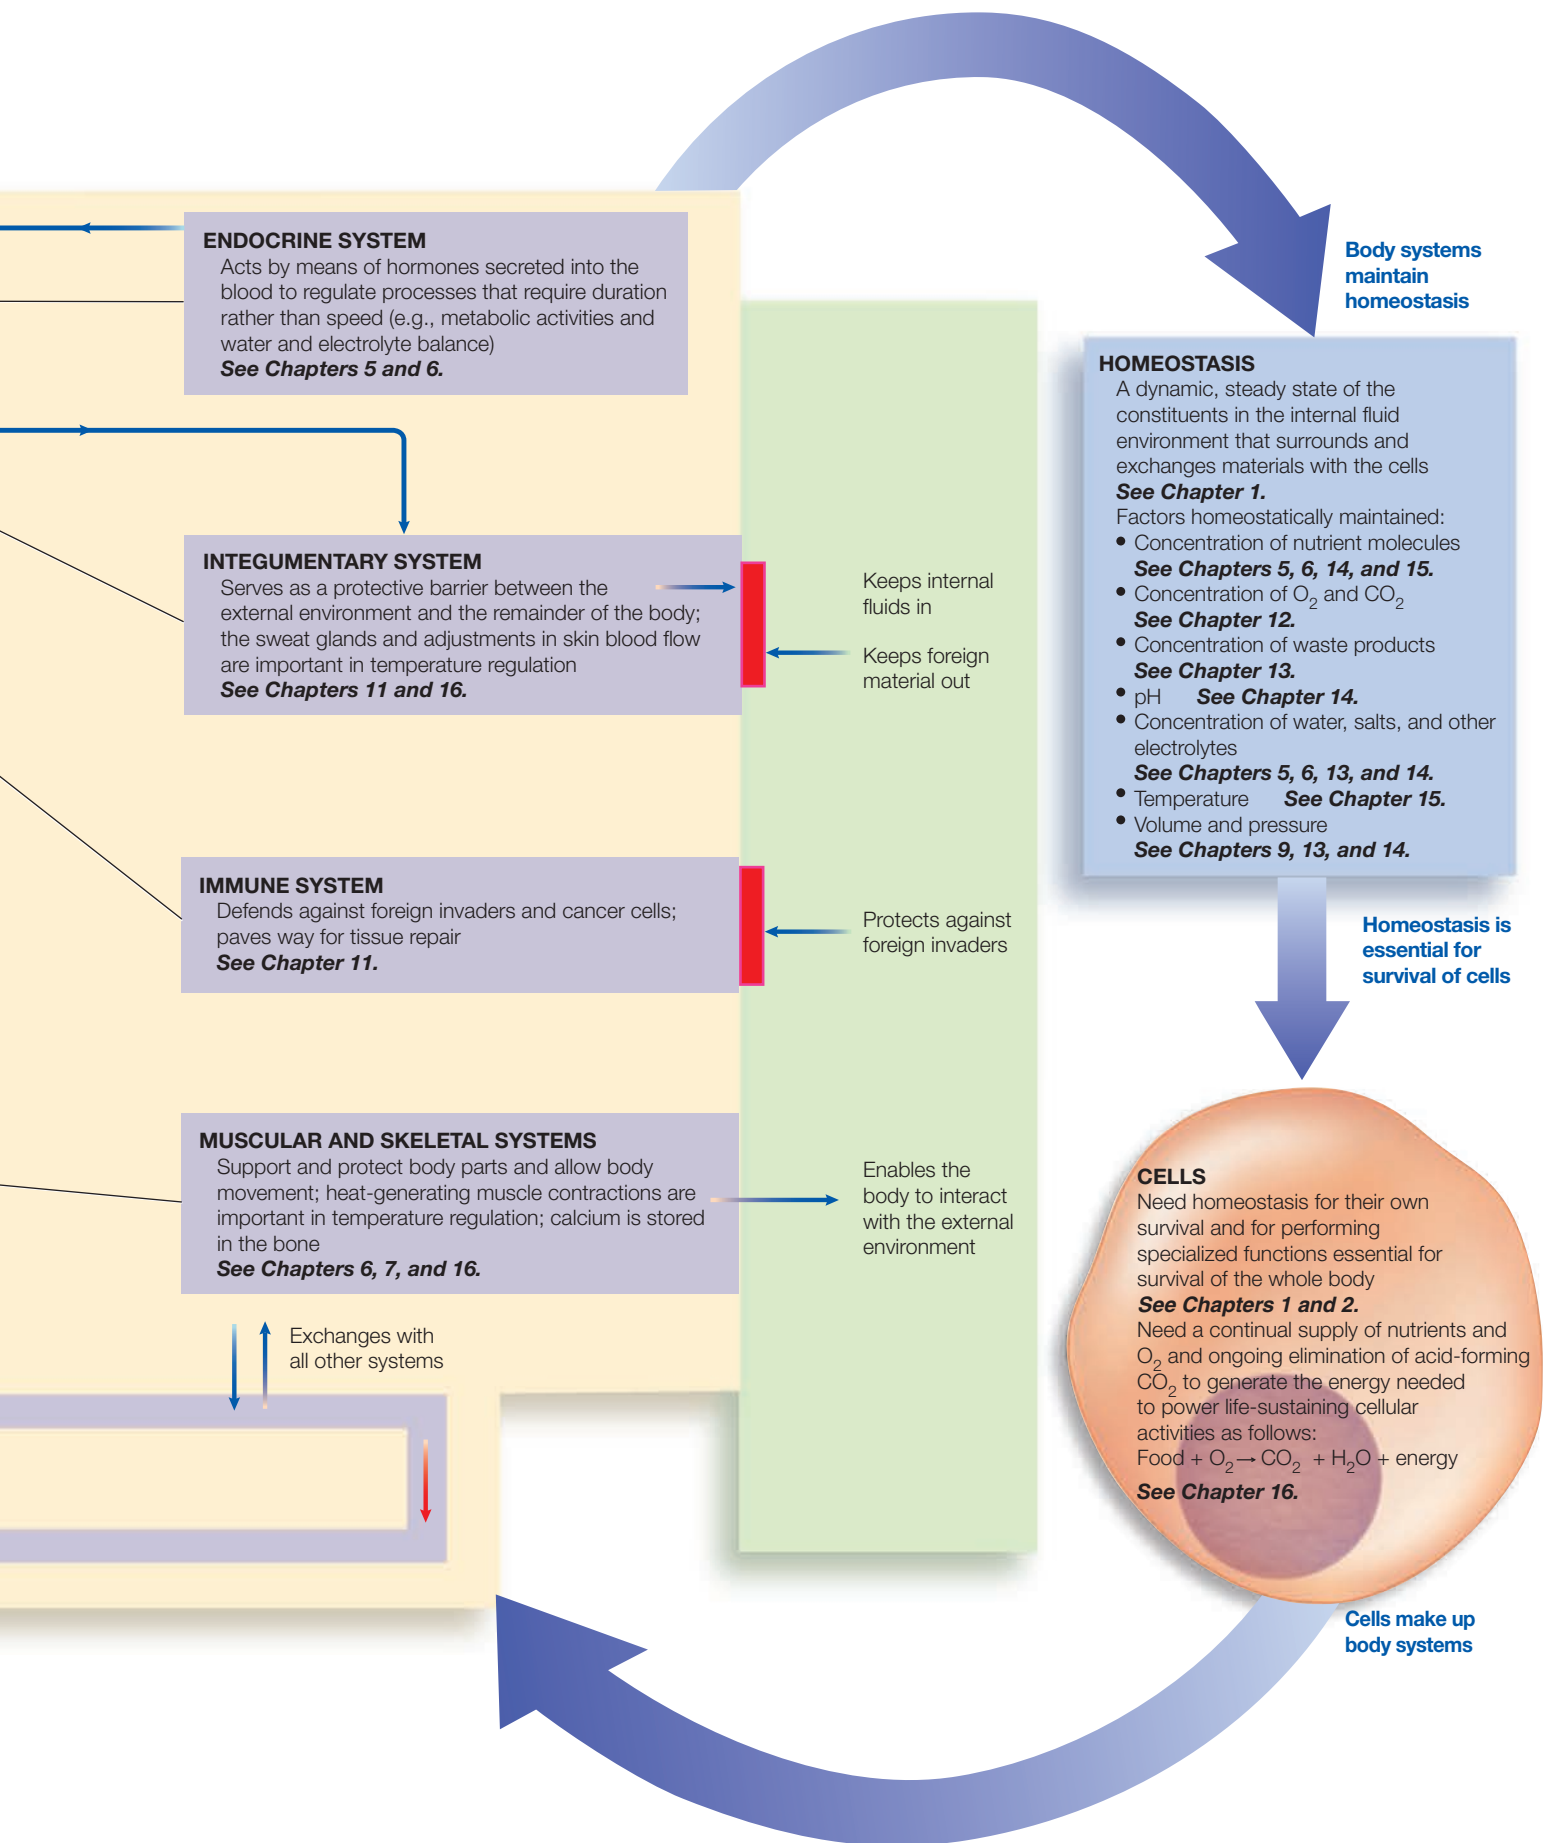 ENDOCRINE SYSTEM
Acts by means of hormones secreted into the
blood to regulate processes that require duration
rather than speed (e.g., metabolic activities and
water and electrolyte balance)
See Chapters 5 and 6.
INTEGUMENTARY SYSTEM
Serves as a protective barrier between the
external environment and the remainder of the body;
the sweat glands and adjustments in skin blood flow
are important in temperature regulation
See Chapters 11 and 16.
Keeps internal
fluids in
Keeps foreign
material out
IMMUNE SYSTEM
Defends against foreign invaders and cancer cells;
paves way for tissue repair
See Chapter 11.
Protects against
foreign invaders
MUSCULAR AND SKELETAL SYSTEMS
Support and protect body parts and allow body
movement; heat-generating muscle contractions are
important in temperature regulation; calcium is stored
in the bone
See Chapters 6, 7, and 16.
Enables the
body to interact
with the external
environment
Exchanges with
all other systems
Body systems
maintain
homeostasis
HOMEOSTASIS
A dynamic, steady state of the
constituents in the internal fluid
environment that surrounds and
exchanges materials with the cells
See Chapter 1.
Factors homeostatically maintained:
• Concentration of nutrient molecules
See Chapters 5, 6, 14, and 15.
• Concentration of O₂ and CO₂
See Chapter 12.
• Concentration of waste products
See Chapter 13.
• pH See Chapter 14.
• Concentration of water, salts, and other
electrolytes
See Chapters 5, 6, 13, and 14.
• Temperature See Chapter 15.
• Volume and pressure
See Chapters 9, 13, and 14.
Homeostasis is
essential for
survival of cells
CELLS
Need homeostasis for their own
survival and for performing
specialized functions essential for
survival of the whole body
See Chapters 1 and 2.
Need a continual supply of nutrients and
O₂ and ongoing elimination of acid-forming
CO₂ to generate the energy needed
to power life-sustaining cellular
activities as follows:
Food + O₂ → CO₂ + H₂O + energy
See Chapter 16.
Cells make up
body systems